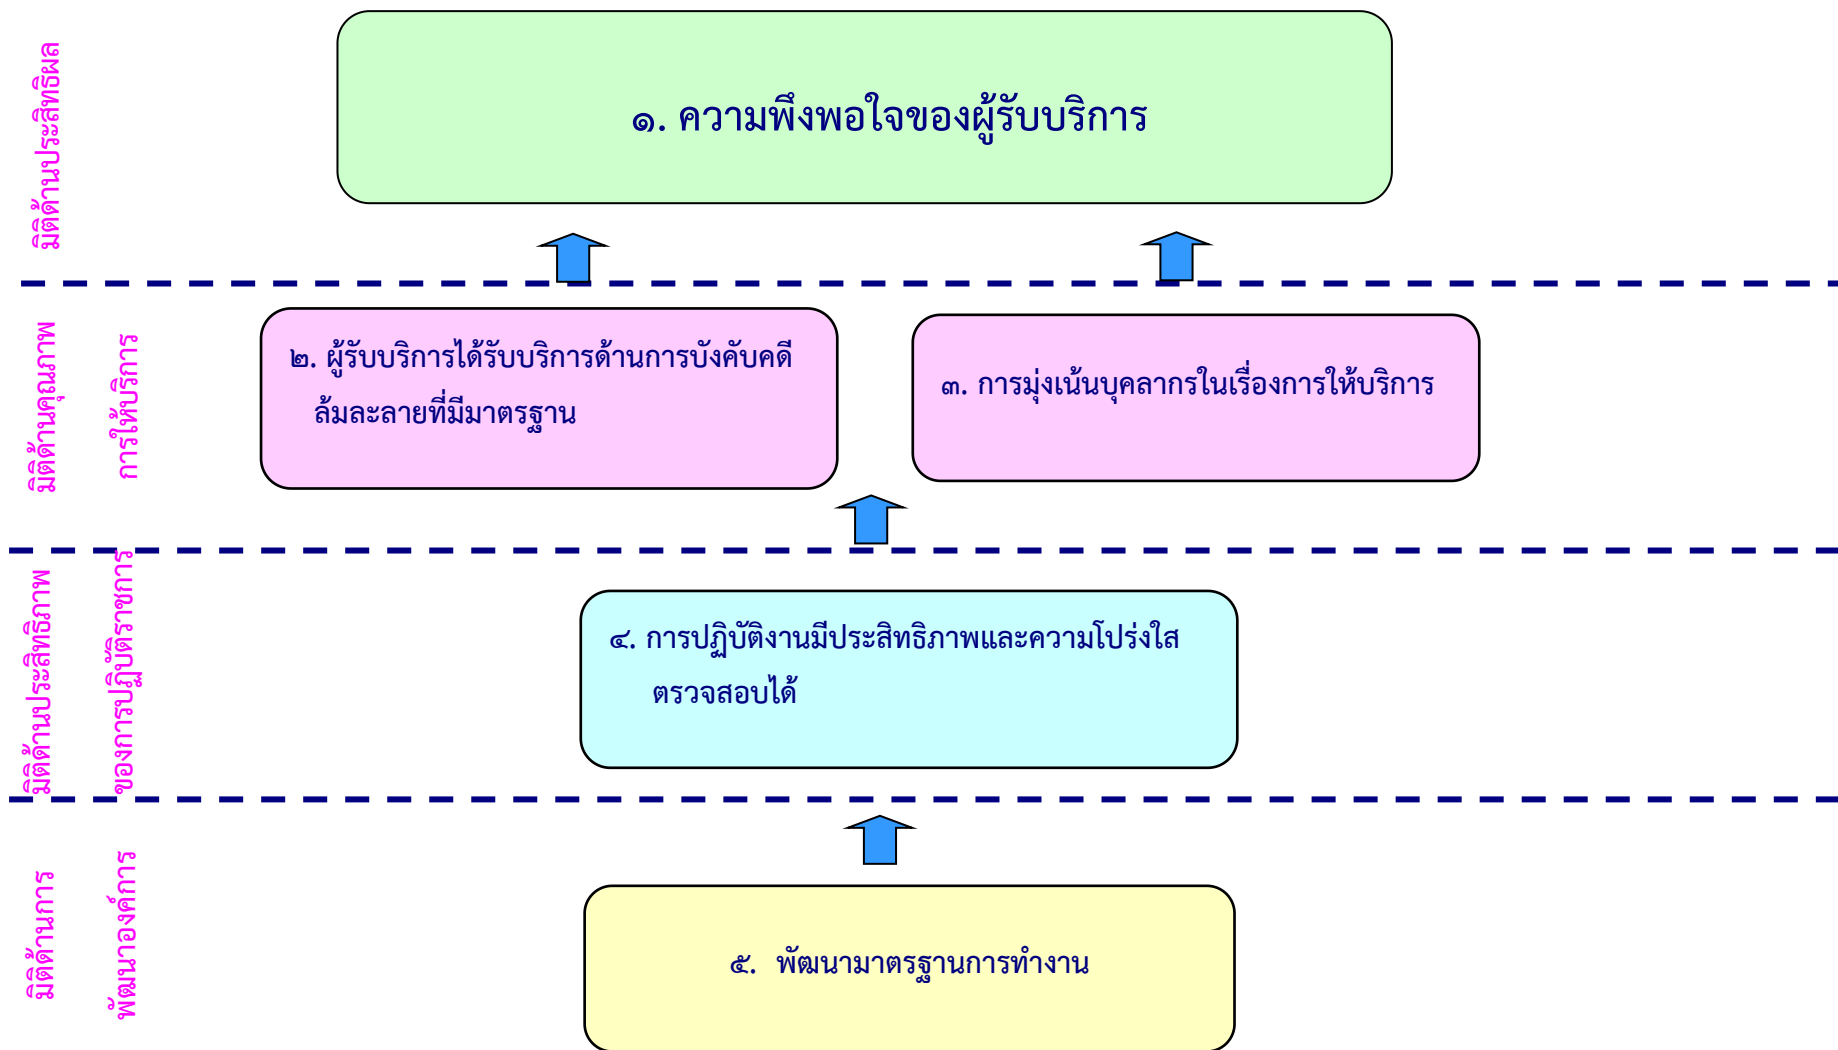 มิติด้านประสิทธิผล
๑. ความพึงพอใจของผู้รับบริการ
มิติด้านคุณภาพ
การให้บริการ
๒. ผู้รับบริการได้รับบริการด้านการบังคับคดี
ล้มละลายที่มีมาตรฐาน
๓. การมุ่งเน้นบุคลากรในเรื่องการให้บริการ
มิติด้านประสิทธิภาพ
ของการปฏิบัติราชการ
๔. การปฏิบัติงานมีประสิทธิภาพและความโปร่งใส
ตรวจสอบได้
มิติด้านการ
พัฒนาองค์การ
๕. พัฒนามาตรฐานการทำงาน